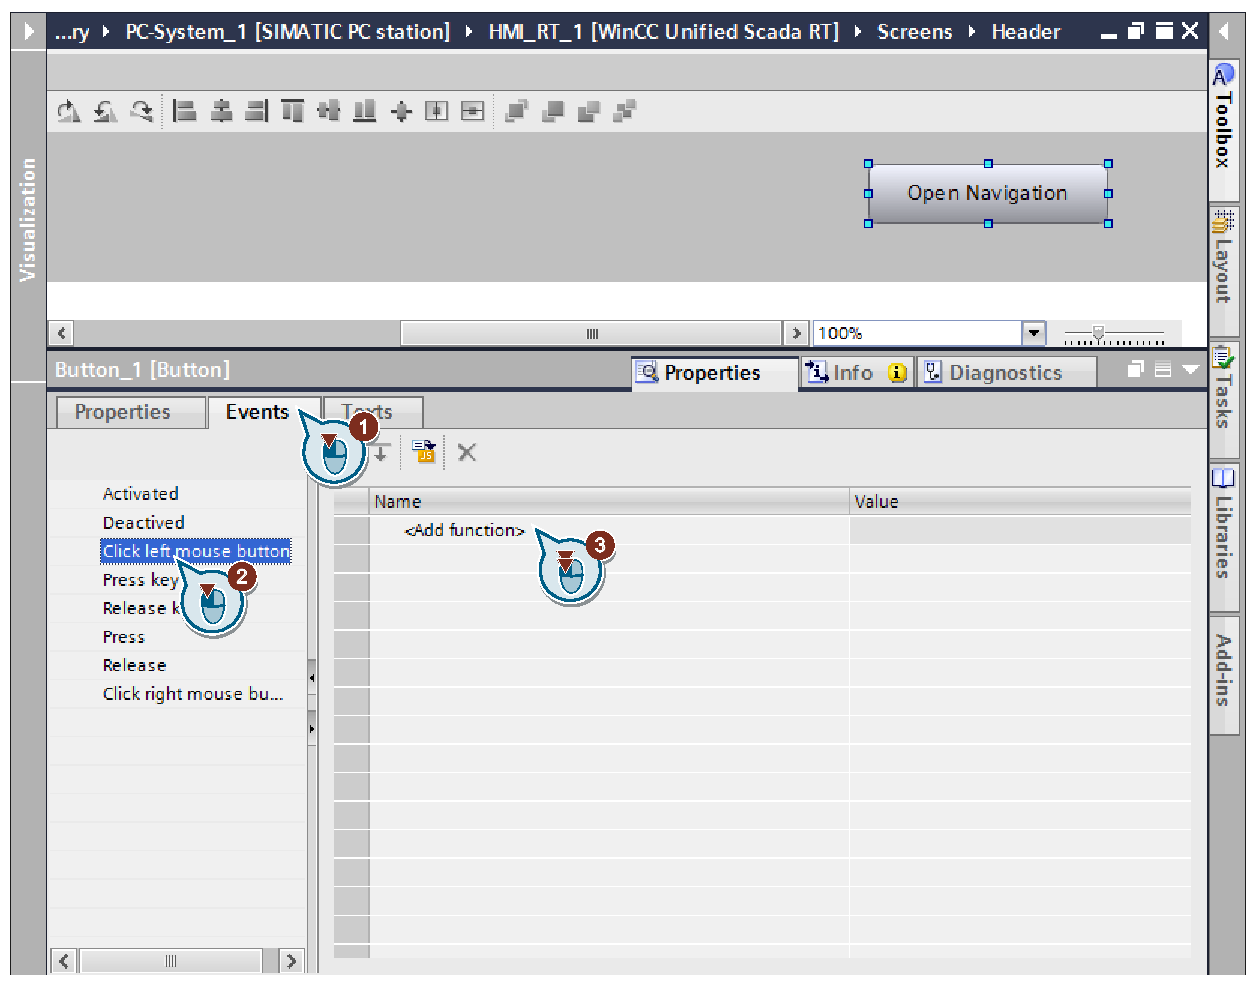 ...ry ▸ PC-System_1 [SIMATIC PC station] ▸ HMI_RT_1 [WinCC Unified Scada RT] ▸ Screens ▸ Header
Visualization
Open Navigation
100%
Button_1 [Button]
Properties
Info
Diagnostics
Properties
Events
Texts
1
JS
Activated
Deactived
Click left mouse button
Press key
2
Release k
Press
Release
Click right mouse bu...
Name
Value
<Add function>
3
Toolbox
Layout
Tasks
Libraries
Add-ins